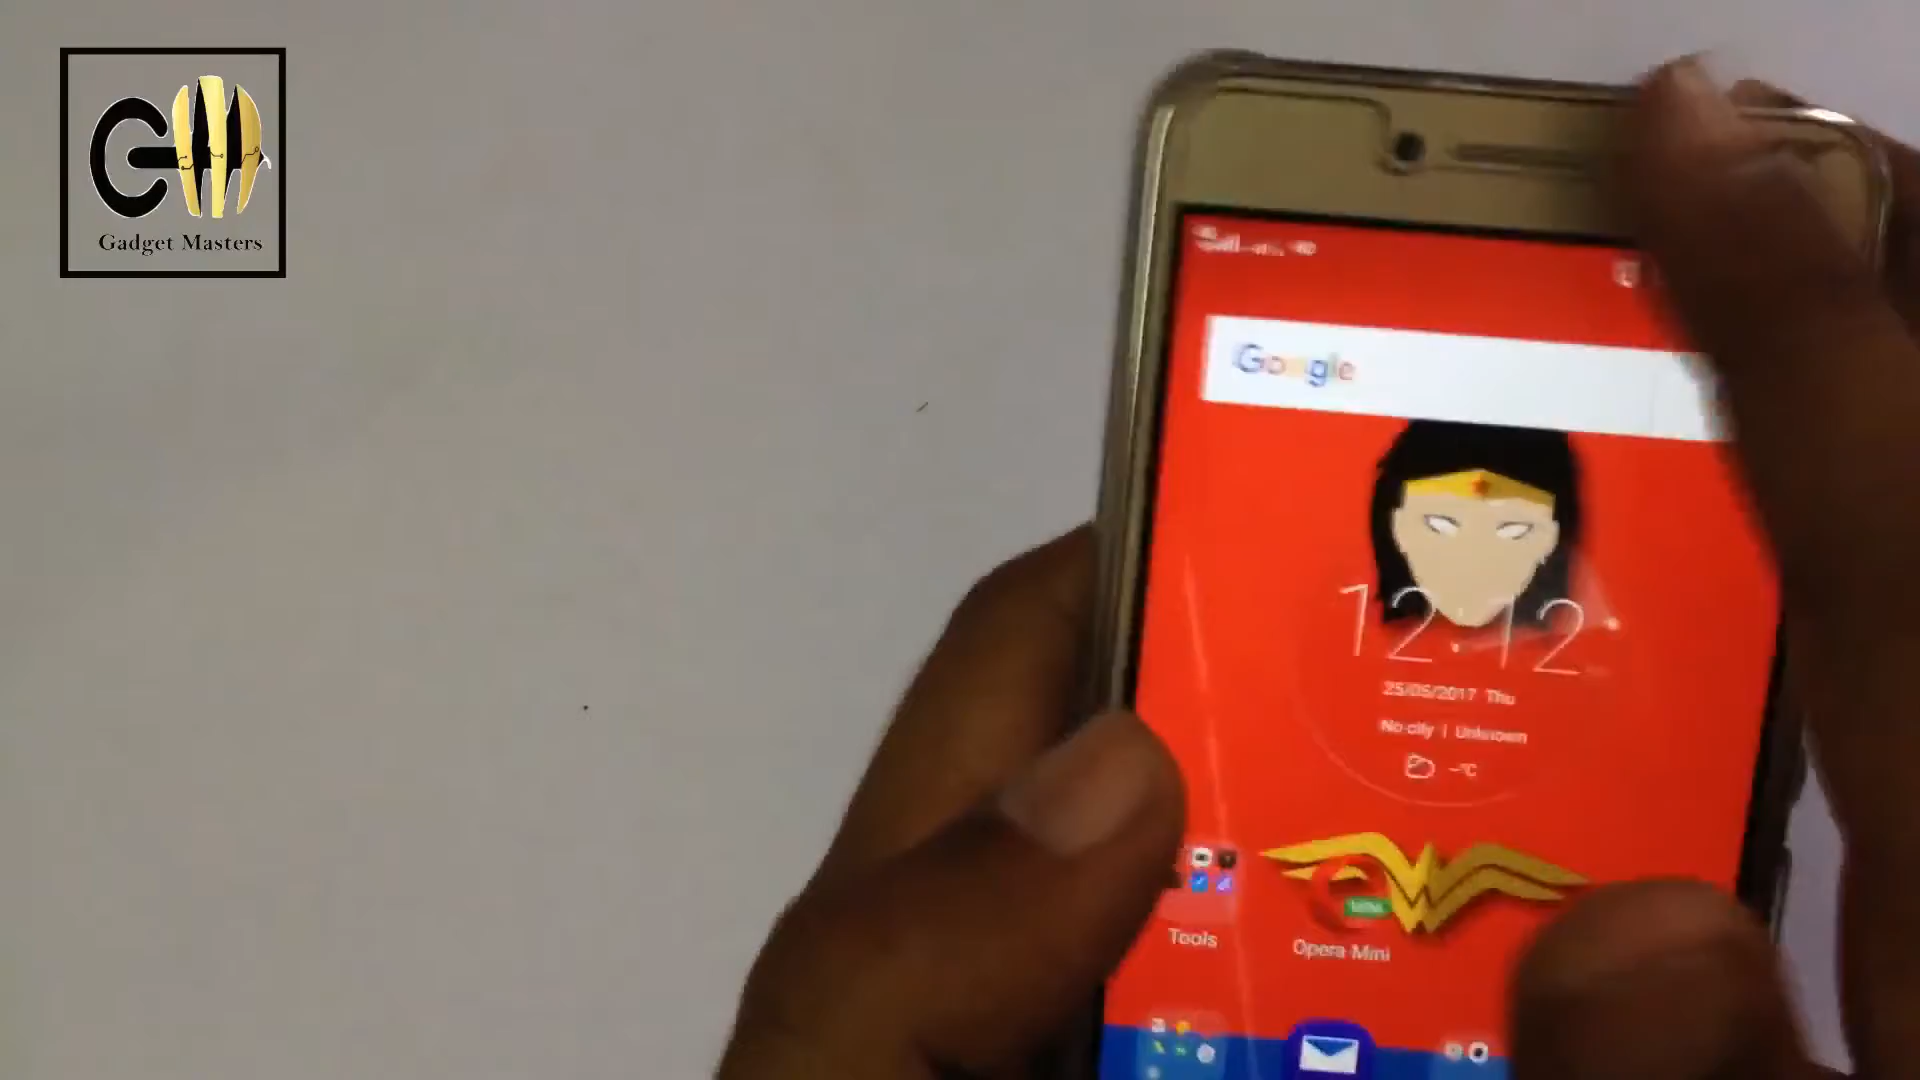 Gadget Masters
Google
12:12
25/05/2017 Thu
No city | Unknown
--°C
Tools
Opera Mini